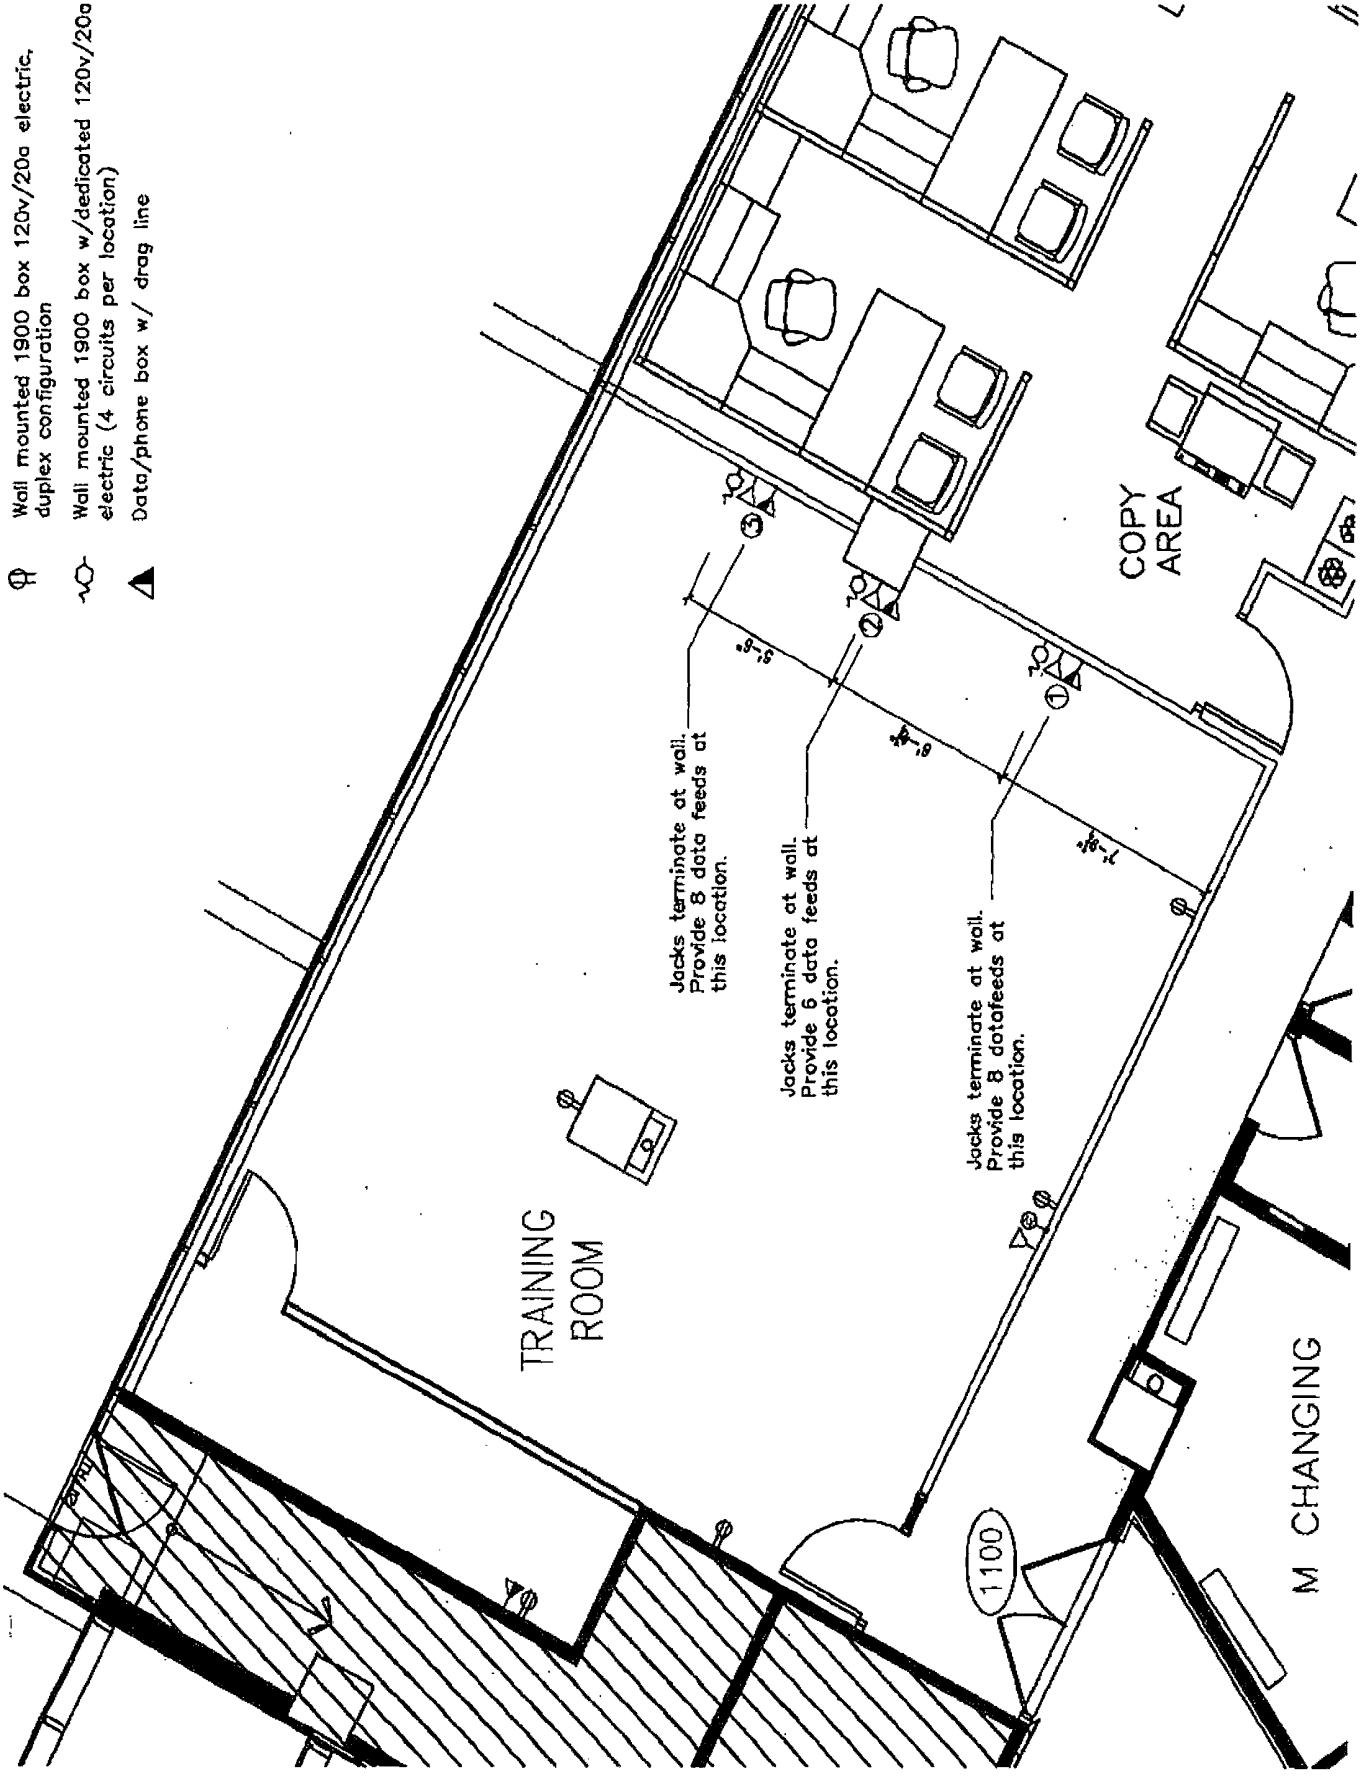 Wall mounted 1900 box 120v/20a electric,
duplex configuration
Wall mounted 1900 box w/dedicated 120v/20a
electric (4 circuits per location)
Data/phone box w/ drag line
Jacks terminate at wall.
Provide 8 data feeds at
this location.
Jacks terminate at wall.
Provide 6 data feeds at
this location.
Jacks terminate at wall.
Provide 8 datafeeds at
this location.
3
2
1
5'-6"
TRAINING
ROOM
COPY
AREA
1100
M CHANGING